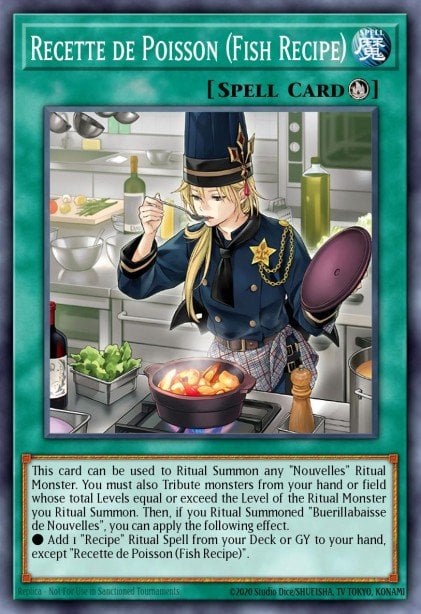 Recette de Poisson (Fish Recipe)
SPELL
魔
[Spell Card]
This card can be used to Ritual Summon any "Nouvelles" Ritual
Monster. You must also Tribute monsters from your hand or field
whose total Levels equal or exceed the Level of the Ritual Monster
you Ritual Summon. Then, if you Ritual Summoned "Buerillabaisse
de Nouvelles", you can apply the following effect.
● Add 1 "Recipe" Ritual Spell from your Deck or GY to your hand,
except "Recette de Poisson (Fish Recipe)".
Replica - Not For Use in Sanctioned Tournaments
©2020 Studio Dice/SHUEISHA, TV TOKYO, KONAMI